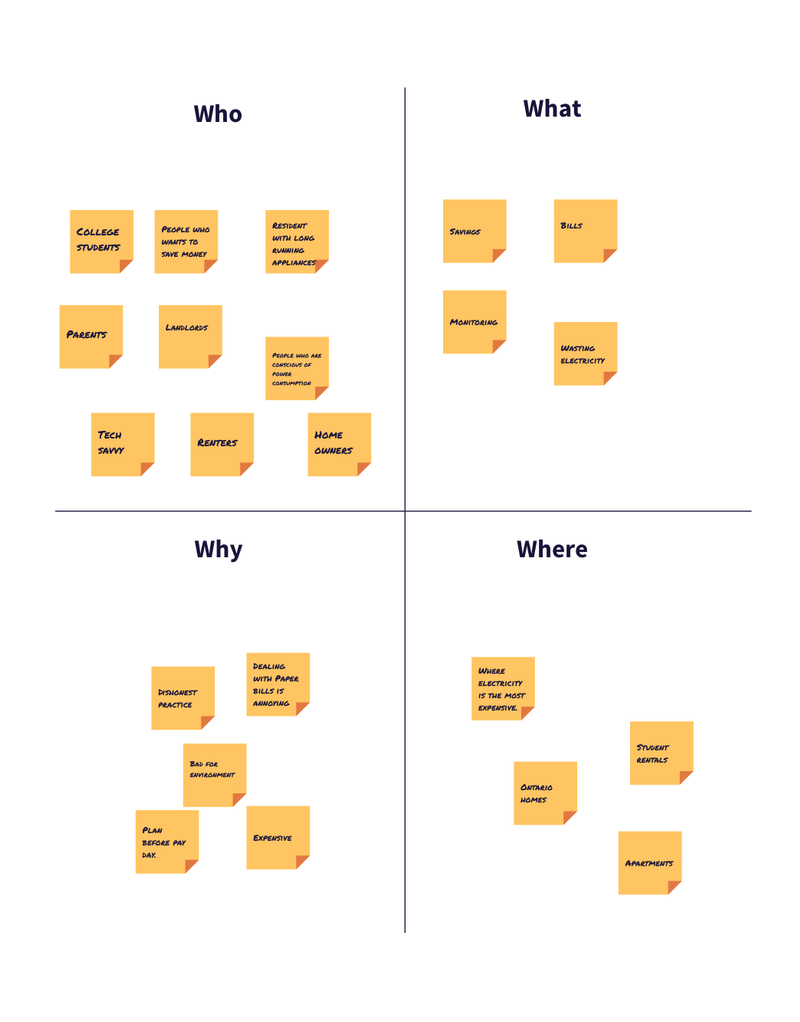 Who
College
students
People who
wants to
save money
Resident
with long
running
appliances
Parents
Landlords
People who are
conscious of
power
consumption
Tech
savvy
Renters
Home
owners
What
Savings
Bills
Monitoring
Wasting
electricity
Why
Dishonest
practice
Dealing
with Paper
bills is
annoying
Bad for
environment
Plan
before pay
day.
Expensive
Where
Where
electricity
is the most
expensive.
Student
rentals
Ontario
homes
Apartments